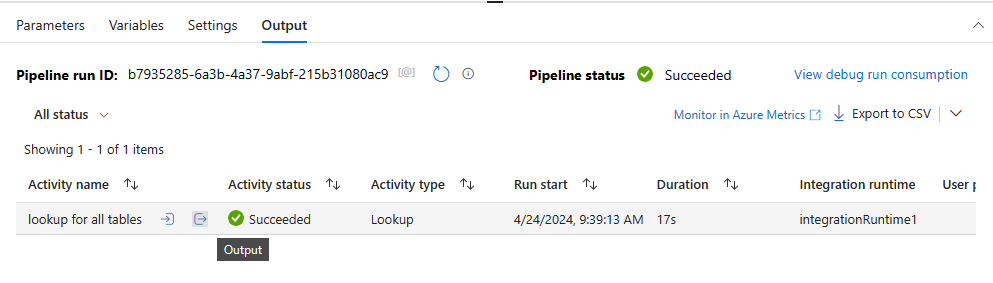 Parameters Variables Settings Output
Pipeline run ID: b7935285-6a3b-4a37-9abf-215b31080ac9 [@] Pipeline status Succeeded View debug run consumption
All status Monitor in Azure Metrics Export to CSV
Showing 1 - 1 of 1 items
Activity name Activity status Activity type Run start Duration Integration runtime User p
lookup for all tables Succeeded Lookup 4/24/2024, 9:39:13 AM 17s integrationRuntime1
Output